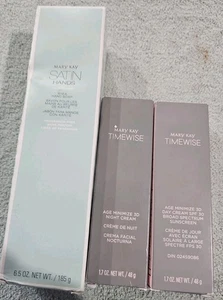 MARY KAY
SATIN
HANDS
6.5 OZ. NET WT. / 185 g
MARY KAY
TIMEWISE
AGE MINIMIZE 3D
NIGHT CREAM
CRÈME DE NUIT
CREMA FACIAL
NOCTURNA
1.7 OZ. NET WT. / 48 g
MARY KAY
TIMEWISE
AGE MINIMIZE 3D
DAY CREAM SPF 30
BROAD SPECTRUM
SUNSCREEN
CRÈME DE JOUR
AVEC ÉCRAN
SOLAIRE À LARGE
SPECTRE FPS 30
1.7 OZ. NET WT. / 48 g